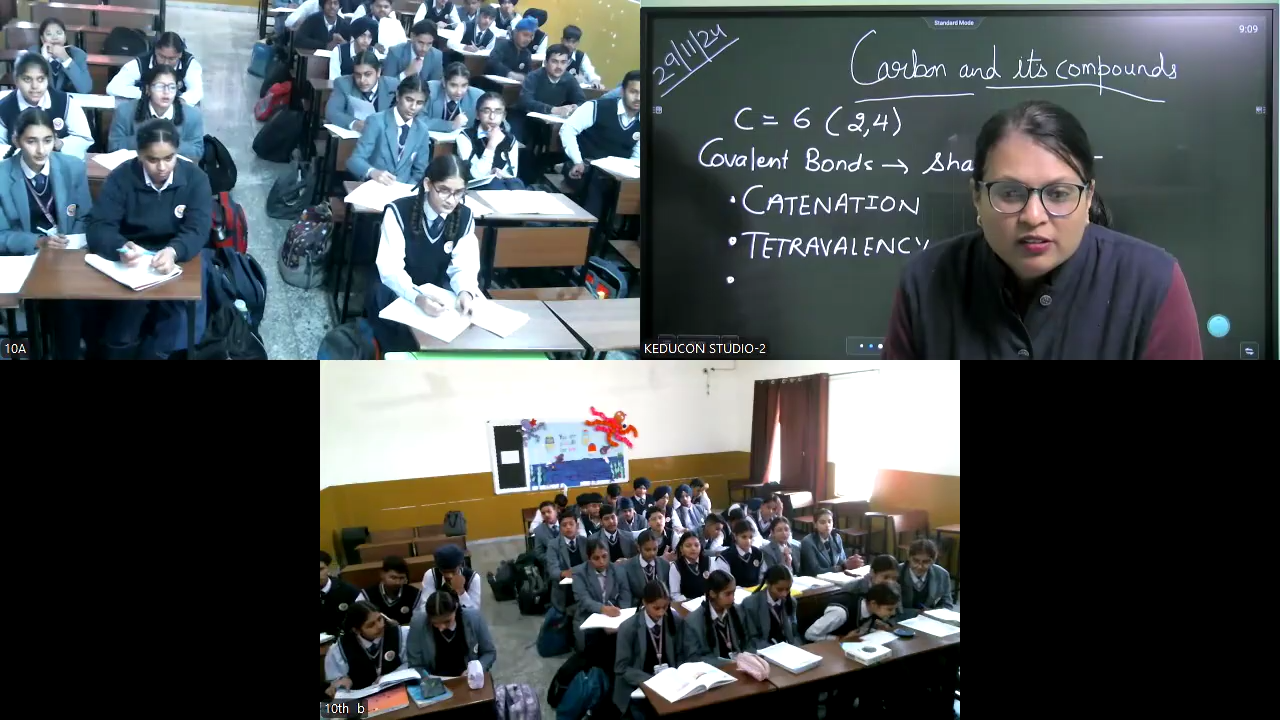 Standard Mode
9:09
29/11/24
Carbon and its compounds
C = 6 (2,4)
Covalent Bonds → Sha
• CATENATION
• TETRAVALENCY
•
10A
KEDUCON STUDIO-2
10th b